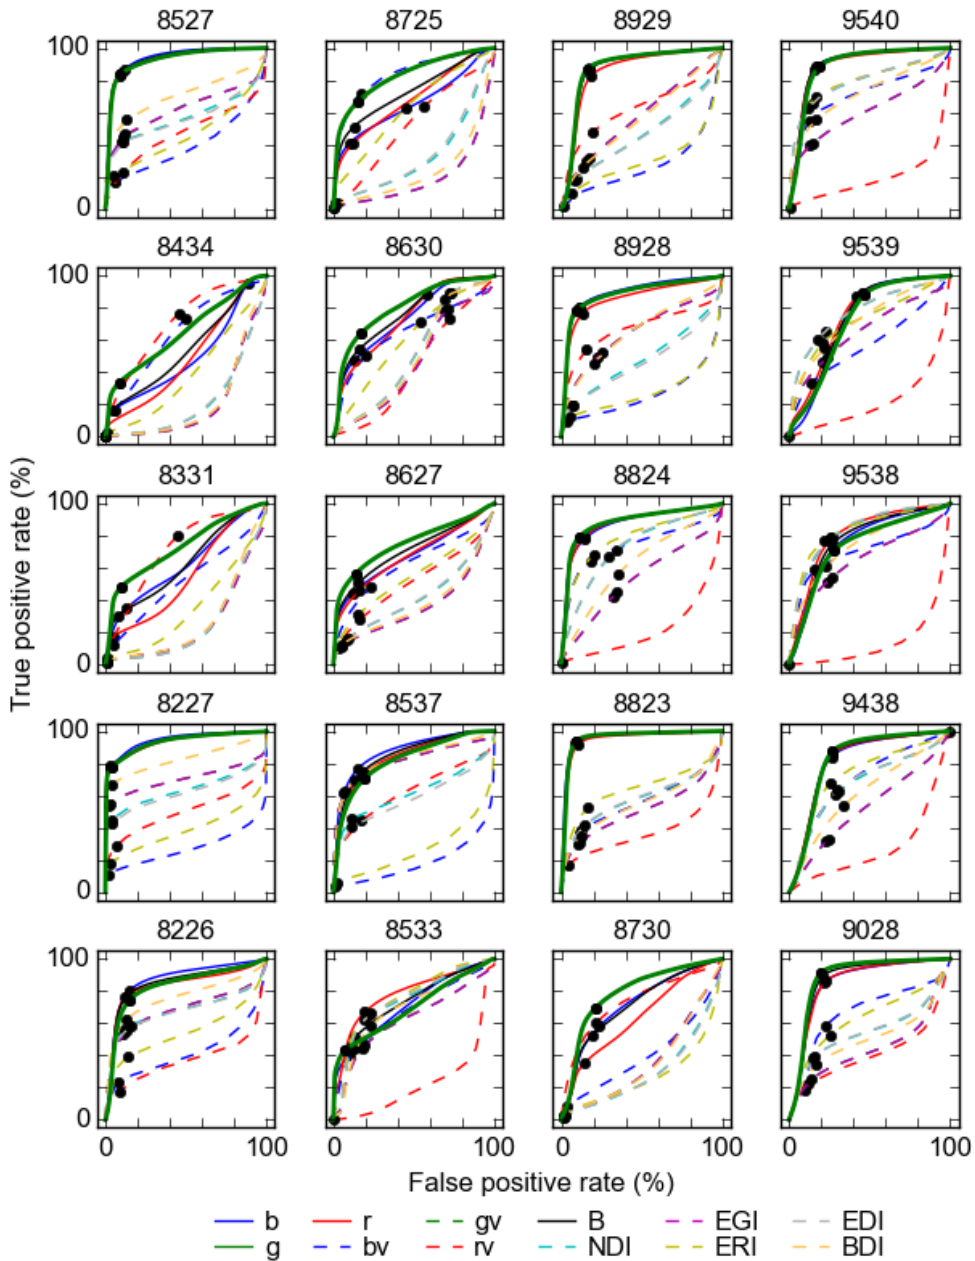 8527 8725 8929 9540
100
0
8434 8630 8928 9539
100
0
8331 8627 8824 9538
100
0
8227 8537 8823 9438
100
0
8226 8533 8730 9028
100
0
0 100 0 100 0 100 0 100
True positive rate (%)
False positive rate (%)
b r gv B EGI EDI
g bv rv NDI ERI BDI